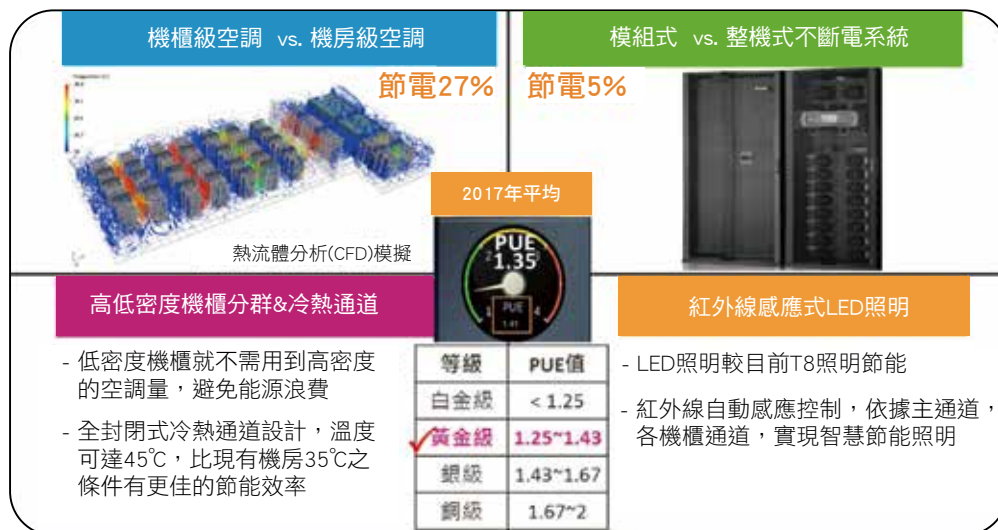 機櫃級空調 vs. 機房級空調
節電27%
熱流體分析(CFD)模擬
模組式 vs. 整機式不斷電系統
節電5%
2017年平均
PUE
1.35
PUE
1.41
1
4
高低密度機櫃分群&冷熱通道
- 低密度機櫃就不需用到高密度
的空調量，避免能源浪費
- 全封閉式冷熱通道設計，溫度
可達45℃，比現有機房35℃之
條件有更佳的節能效率
等級 PUE值
白金級 < 1.25
黃金級 1.25~1.43
銀級 1.43~1.67
銅級 1.67~2
紅外線感應式LED照明
- LED照明較目前T8照明節能
- 紅外線自動感應控制，依據主通道，
各機櫃通道，實現智慧節能照明